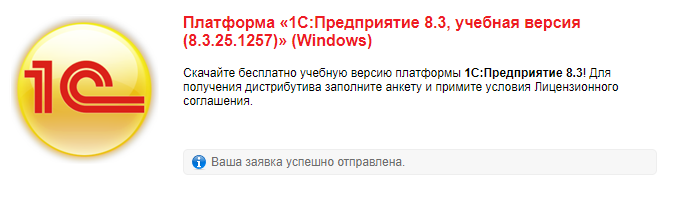 1С
Платформа «1С:Предприятие 8.3, учебная версия
(8.3.25.1257)» (Windows)
Скачайте бесплатно учебную версию платформы 1С:Предприятие 8.3! Для
получения дистрибутива заполните анкету и примите условия Лицензионного
соглашения.
Ваша заявка успешно отправлена.